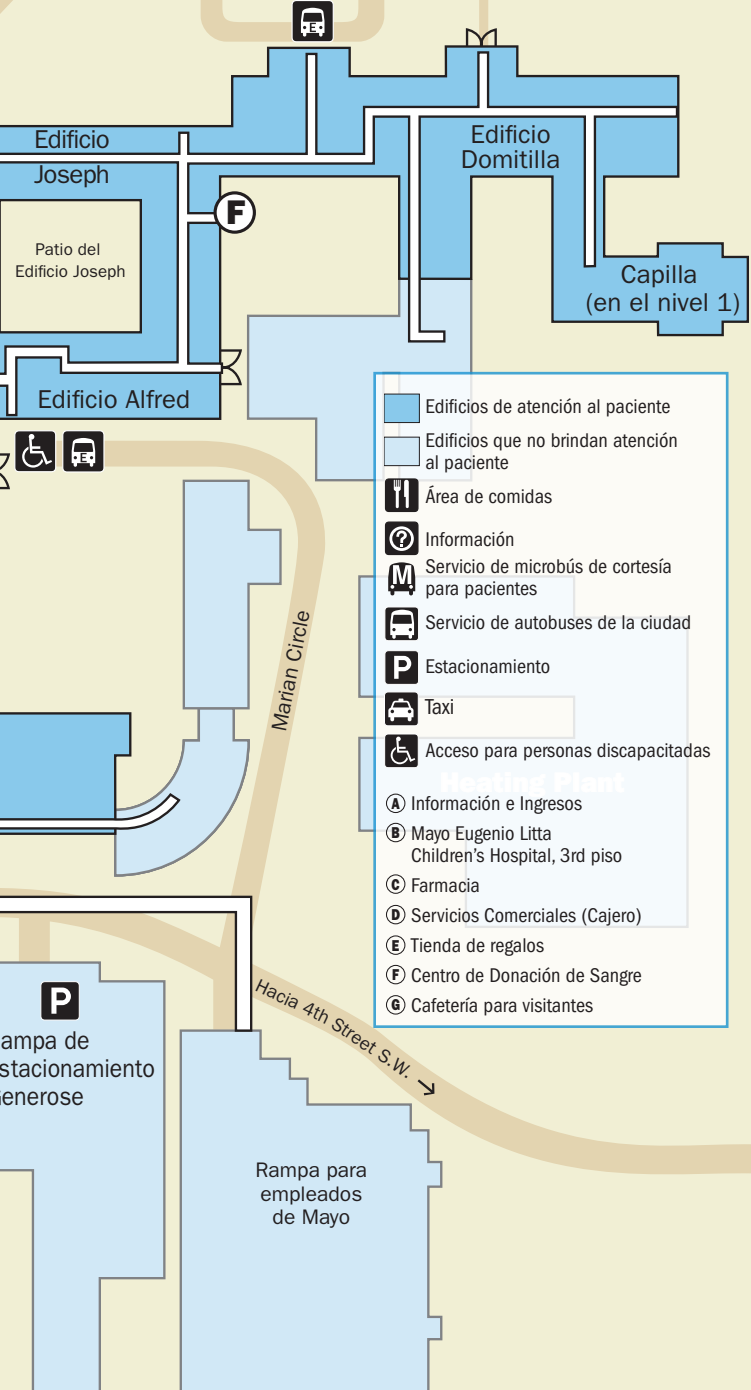 E
Edificio
Joseph
Edificio
Domitilla
F
Patio del
Edificio Joseph
Capilla
(en el nivel 1)
Edificio Alfred
E
Marian Circle
Edificios de atención al paciente
Edificios que no brindan atención
al paciente
Área de comidas
? Información
M Servicio de microbús de cortesía
para pacientes
Servicio de autobuses de la ciudad
P Estacionamiento
Taxi
Acceso para personas discapacitadas
Heating Plant
A Información e Ingresos
B Mayo Eugenio Litta
Children’s Hospital, 3rd piso
C Farmacia
D Servicios Comerciales (Cajero)
E Tienda de regalos
F Centro de Donación de Sangre
G Cafetería para visitantes
P
ampa de
stacionamiento
enerose
Hacia 4th Street S.W. →
Rampa para
empleados
de Mayo